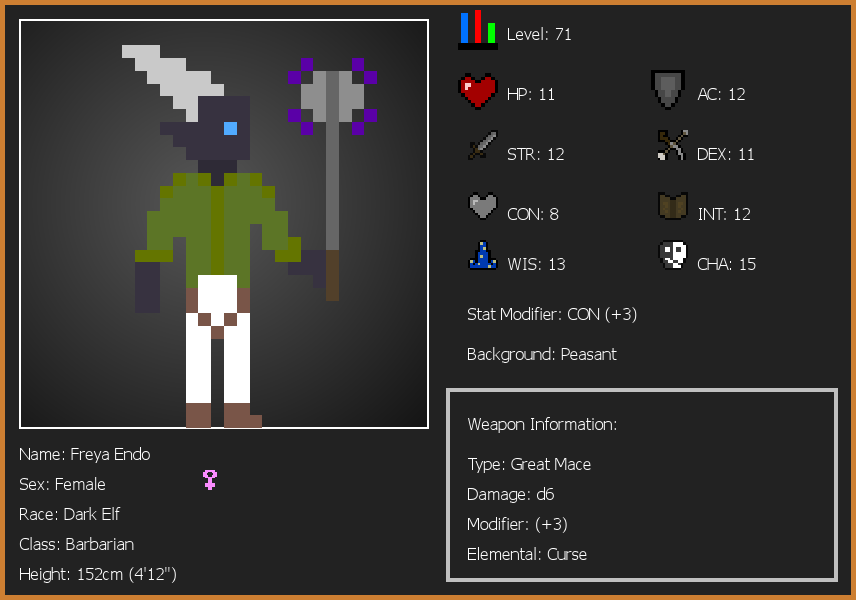 Level: 71
HP: 11
AC: 12
STR: 12
DEX: 11
CON: 8
INT: 12
WIS: 13
CHA: 15
Stat Modifier: CON (+3)
Background: Peasant
Weapon Information:
Type: Great Mace
Damage: d6
Modifier: (+3)
Elemental: Curse
Name: Freya Endo
Sex: Female
Race: Dark Elf
Class: Barbarian
Height: 152cm (4'12")